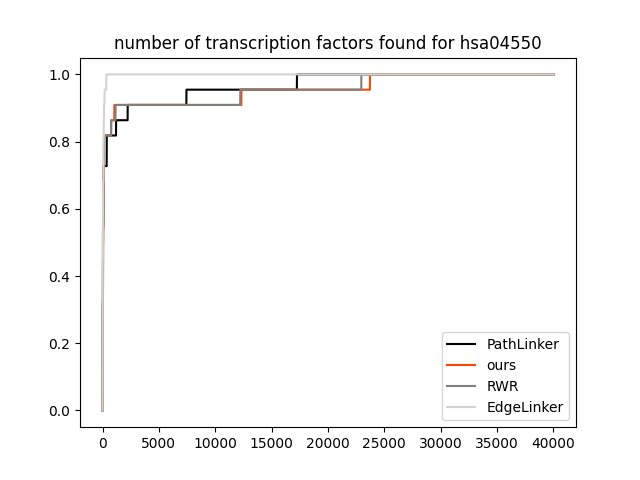 number of transcription factors found for hsa04550
1.0
0.8
0.6
0.4
0.2
0.0
PathLinker
ours
RWR
EdgeLinker
0 5000 10000 15000 20000 25000 30000 35000 40000